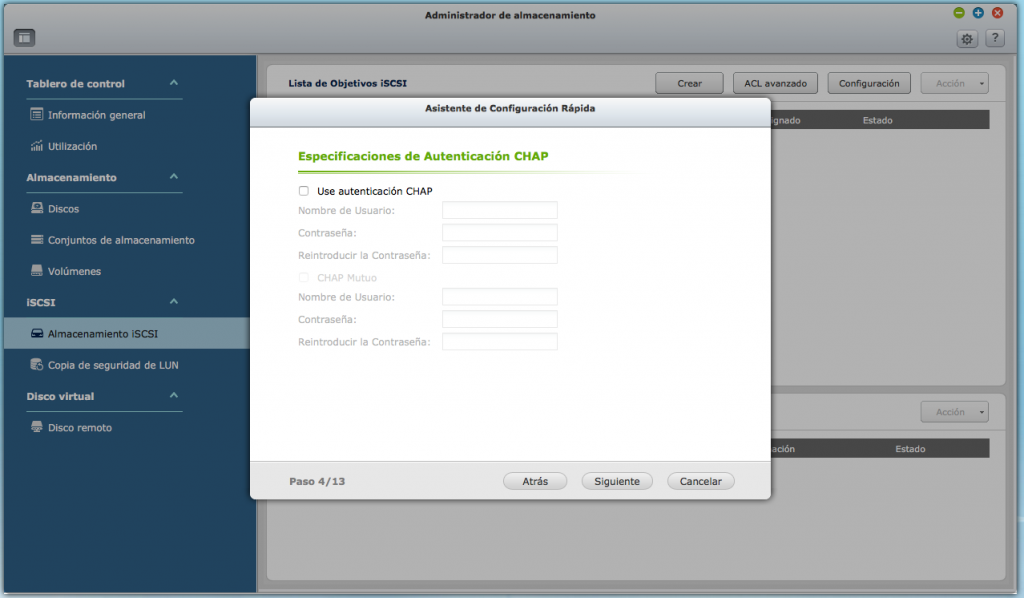 Administrador de almacenamiento
?
Tablero de control
Información general
Utilización
Almacenamiento
Discos
Conjuntos de almacenamiento
Volúmenes
iSCSI
Almacenamiento iSCSI
Copia de seguridad de LUN
Disco virtual
Disco remoto
Lista de Objetivos iSCSI
Crear
ACL avanzado
Configuración
Acción
ignado
Estado
Asistente de Configuración Rápida
Especificaciones de Autenticación CHAP
Use autenticación CHAP
Nombre de Usuario:
Contraseña:
Reintroducir la Contraseña:
CHAP Mutuo
Nombre de Usuario:
Contraseña:
Reintroducir la Contraseña:
Paso 4/13
Atrás
Siguiente
Cancelar
Acción
ación
Estado